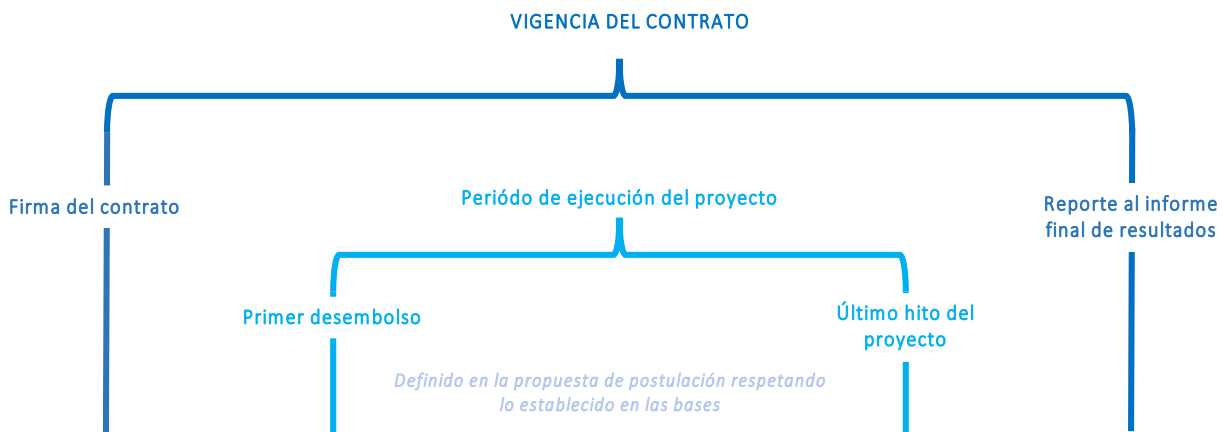 VIGENCIA DEL CONTRATO
Firma del contrato
Periódo de ejecución del proyecto
Reporte al informe
final de resultados
Primer desembolso
Último hito del
proyecto
Definido en la propuesta de postulación respetando
lo establecido en las bases